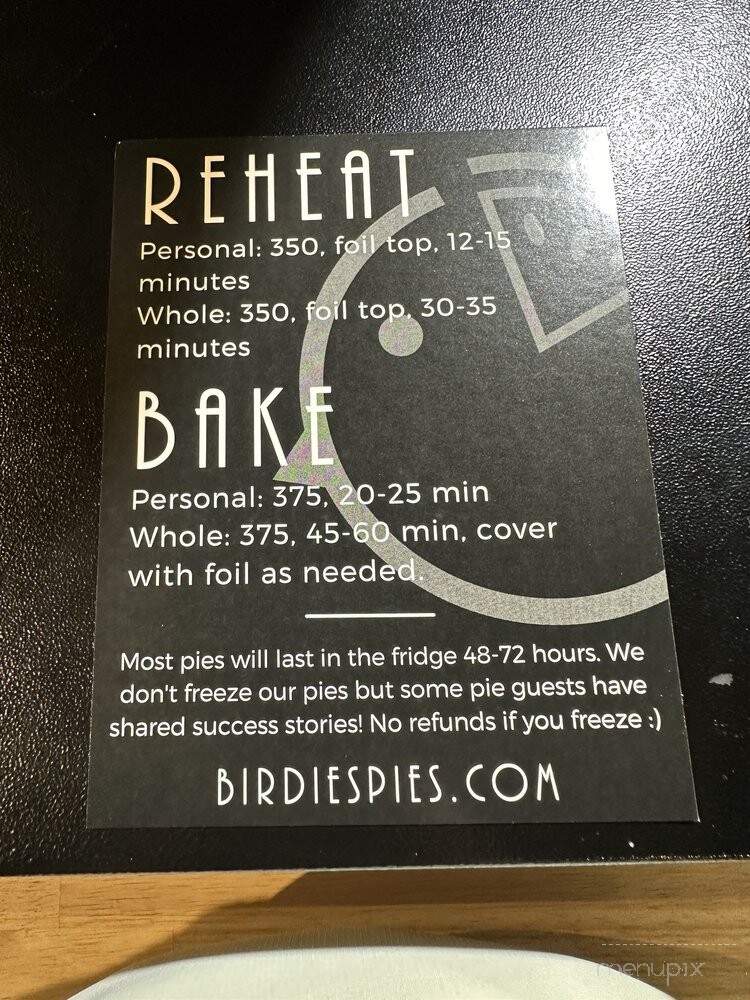 REHEAT
Personal: 350, foil top, 12-15
minutes
Whole: 350, foil top, 30-35
minutes
BAKE
Personal: 375, 20-25 min
Whole: 375, 45-60 min, cover
with foil as needed.
Most pies will last in the fridge 48-72 hours. We
don't freeze our pies but some pie guests have
shared success stories! No refunds if you freeze :)
BIRDIESPIES.COM
menupix